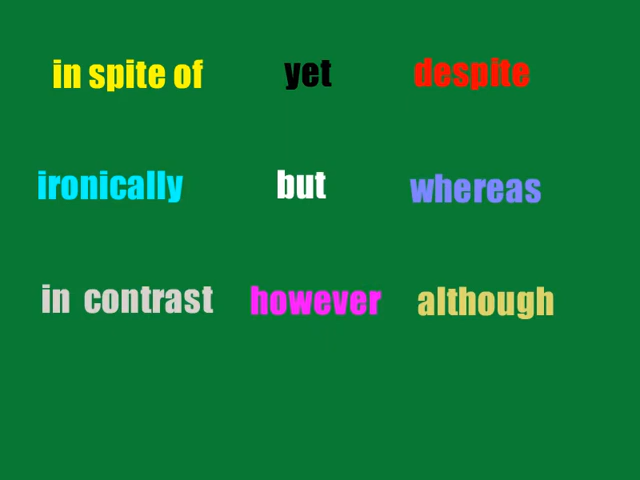 in spite of yet despite
ironically but whereas
in contrast however although